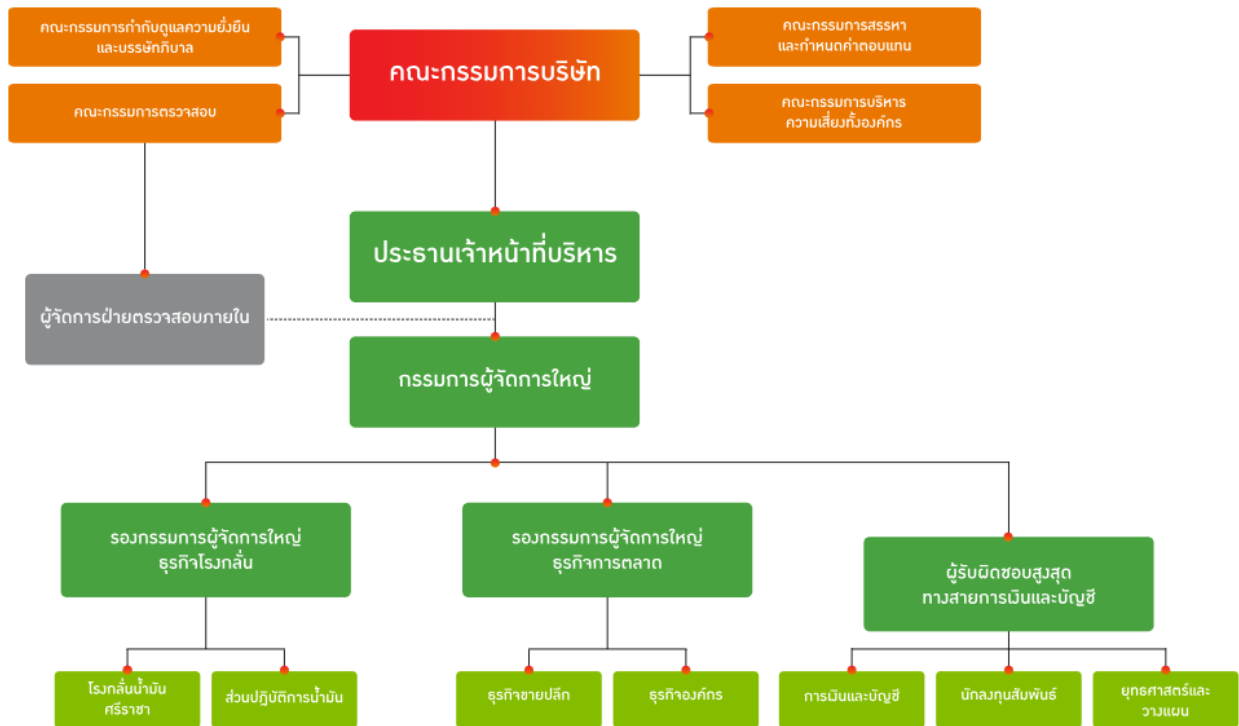 คณะกรรมการกำกับดูแลความยั่งยืน
และบรรษัทภิบาล
คณะกรรมการตรวจสอบ
คณะกรรมการบริษัท
คณะกรรมการสรรหา
และกำหนดค่าตอบแทน
คณะกรรมการบริหาร
ความเสี่ยงทั้งองค์กร
ประธานเจ้าหน้าที่บริหาร
ผู้จัดการฝ่ายตรวจสอบภายใน
กรรมการผู้จัดการใหญ่
รองกรรมการผู้จัดการใหญ่
ธุรกิจโรงกลั่น
รองกรรมการผู้จัดการใหญ่
ธุรกิจการตลาด
ผู้รับผิดชอบสูงสุด
ทางสายการเงินและบัญชี
โรงกลั่นน้ำมัน
ศรีราชา
ส่วนปฏิบัติการน้ำมัน
ธุรกิจขายปลีก
ธุรกิจองค์กร
การเงินและบัญชี
นักลงทุนสัมพันธ์
ยุทธศาสตร์และ
วางแผน